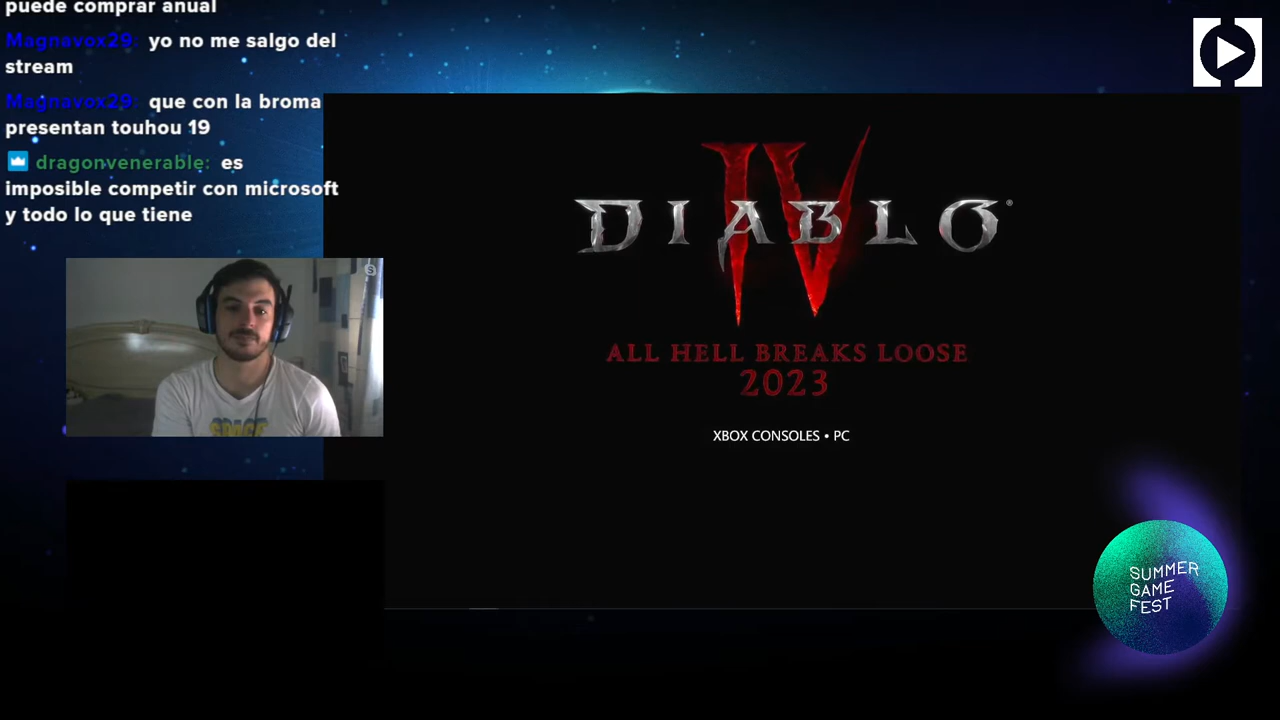 puede comprar anual
Magnavox29: yo no me salgo del
stream
Magnavox29: que con la broma
presentan touhou 19
dragonvenerable: es
imposible competir con microsoft
y todo lo que tiene
IV
DIABLO®
ALL HELL BREAKS LOOSE
2023
XBOX CONSOLES • PC
SPACE
SUMMER
GAME
FEST